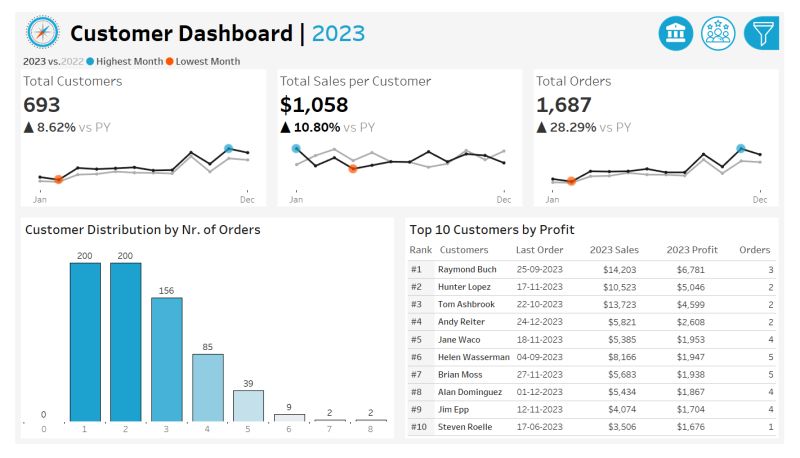 Customer Dashboard | 2023
2023 vs.2022 Highest Month Lowest Month
Total Customers
693
▲ 8.62% vs PY
Jan Dec
Total Sales per Customer
$1,058
▲ 10.80% vs PY
Jan Dec
Total Orders
1,687
▲ 28.29% vs PY
Jan Dec
Customer Distribution by Nr. of Orders
0 200 200 156 85 39 9 2 2
0 1 2 3 4 5 6 7 8
Top 10 Customers by Profit
Rank Customers Last Order 2023 Sales 2023 Profit Orders
#1 Raymond Buch 25-09-2023 $14,203 $6,781 3
#2 Hunter Lopez 17-11-2023 $10,523 $5,046 2
#3 Tom Ashbrook 22-10-2023 $13,723 $4,599 2
#4 Andy Reiter 24-12-2023 $5,821 $2,608 2
#5 Jane Waco 18-11-2023 $5,385 $1,953 4
#6 Helen Wasserman 04-09-2023 $8,166 $1,947 5
#7 Brian Moss 27-11-2023 $5,683 $1,938 5
#8 Alan Dominguez 01-12-2023 $5,434 $1,867 4
#9 Jim Epp 12-11-2023 $4,074 $1,704 4
#10 Steven Roelle 17-06-2023 $3,506 $1,676 1